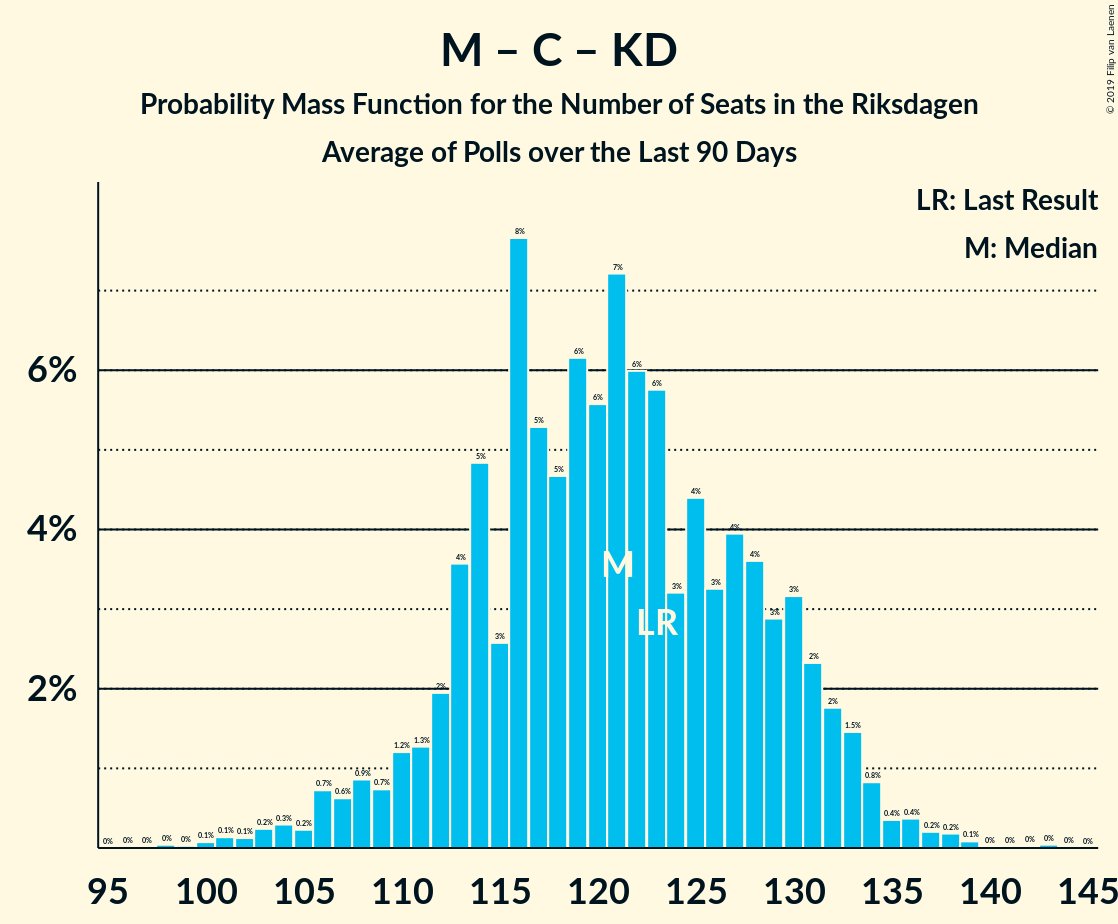 M – C – KD
Probability Mass Function for the Number of Seats in the Riksdagen
Average of Polls over the Last 90 Days
© 2019 Filip van Laenen
LR: Last Result
M: Median
6%
4%
2%
0% 0% 0% 0% 0% 0.1% 0.1% 0.1% 0.2% 0.3% 0.2% 0.7% 0.6% 0.9% 0.7% 1.2% 1.3% 2% 4% 5% 3% 8% 5% 5% 6% 6% 7% 6% 6% 3% 4% 3% 4% 4% 3% 3% 2% 2% 1.5% 0.8% 0.4% 0.4% 0.2% 0.2% 0.1% 0% 0% 0% 0% 0% 0%
M
LR
95 100 105 110 115 120 125 130 135 140 145